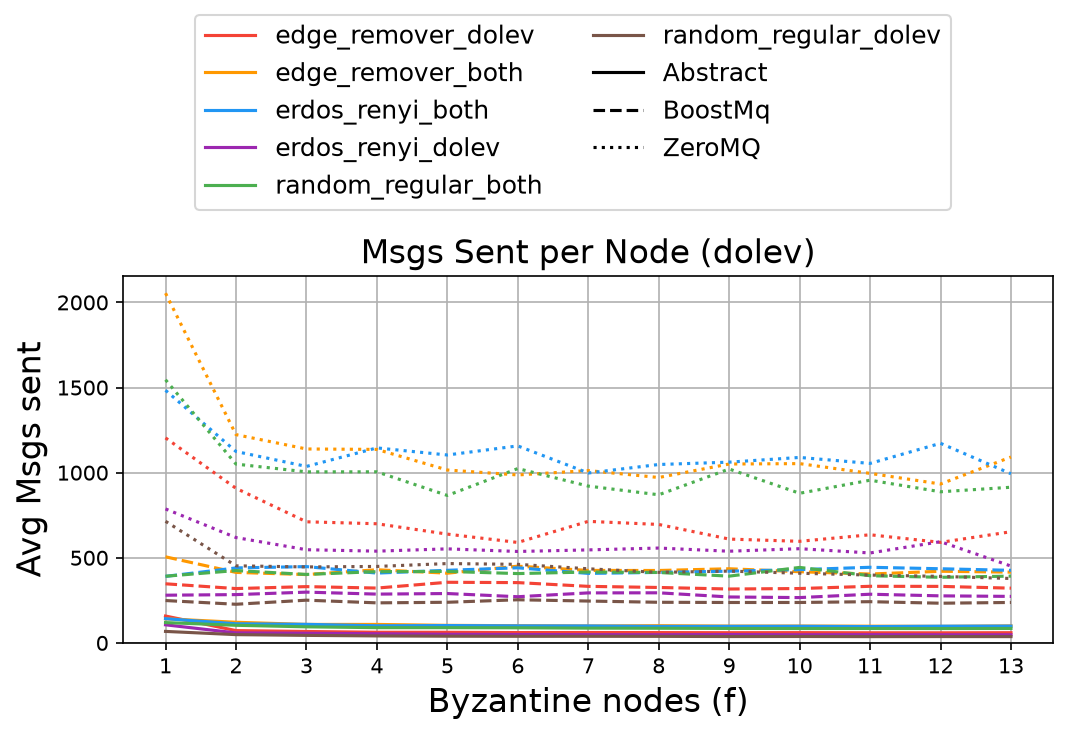 edge_remover_dolev
edge_remover_both
erdos_renyi_both
erdos_renyi_dolev
random_regular_both
random_regular_dolev
Abstract
BoostMq
ZeroMQ
Msgs Sent per Node (dolev)
Avg Msgs sent
2000
1500
1000
500
0
1 2 3 4 5 6 7 8 9 10 11 12 13
Byzantine nodes (f)